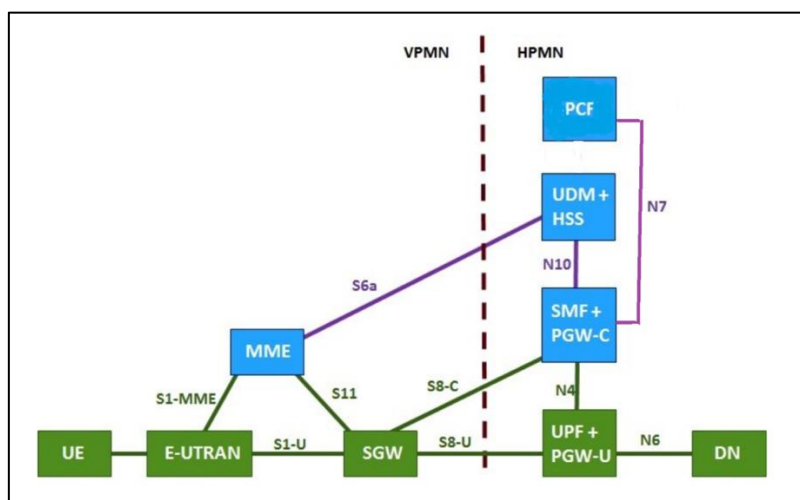 VPMN
HPMN
PCF
UDM +
HSS
N7
S6a
N10
SMF +
PGW-C
MME
S1-MME
S11
S8-C
N4
UE
E-UTRAN
S1-U
SGW
S8-U
UPF +
PGW-U
N6
DN